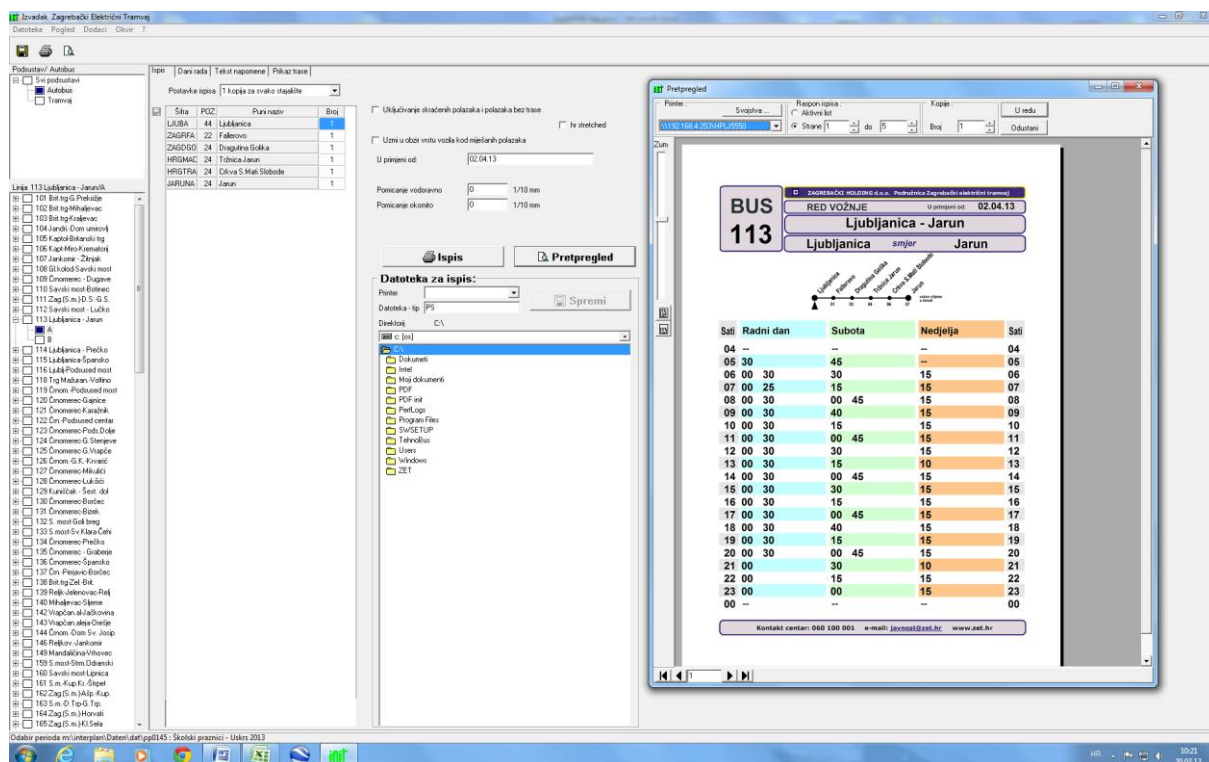 Izvadak Zagrebački Električni Tramvaj
Datoteka Pogled Dodaci Okvir ?
Podsustav/ Autobus
Svi podsustavi
Autobus
Tramvaj
Linija 113 Ljubljanica - Jarun/A
101 Brit.trg-G.Prekrižje
102 Brit.trg-Mihaljevac
103 Brit.trg-Kraljevac
104 Jandri.-Dom umirovlj
105 Kaptol-Britanski trg
106 Kapt-Miro-Krematorij
107 Jankomir - Žitnjak
108 Gl.kolod-Savski most
109 Črnomerec - Dugave
110 Savski most-Botinec
111 Zag.(S.m.)-D.S.-G.S.
112 Savski most - Lučko
113 Ljubljanica - Jarun
A
B
114 Ljubljanica - Prečko
115 Ljubljanica-Špansko
116 Ljublj-Podsused most
118 Trg Mažuran.-Voltino
119 Črnom.-Podsused most
120 Črnomerec-Gajnice
121 Črnomerec-Karažnik
122 Črn.-Podsused centar
123 Črnomerec-Pods.Dolje
124 Črnomerec-G.Stenjeve
125 Črnomerec-G.Vrapče
126 Črnom.-G.K.-Krvarić
127 Črnomerec-Mikulići
128 Črnomerec-Lukšići
129 Kuniščak - Šest. dol
130 Črnomerec-Borčec
131 Črnomerec-Bizek.
132 S. most-Goli breg
133 S.most-Sv.Klara-Čehi
134 Črnomerec-Prečko
135 Črnomerec - Graberje
136 Črnomerec-Špansko
137 Črn.-Perjavic-Borčec
138 Brit.trg-Zel.-Brit.
139 Reljk-Jelenovac-Relj
140 Mihaljevac-Sljeme
142 Vrapčan.al-Jačkovina
143 Vrapčan.aleja-Orešje
144 Črnom.-Dom Sv. Josip
146 Reljkov.-Jankomir
149 Mandaličina-Vrhovec
159 S.most-Strm.Odranski
160 Savski most-Lipnica
161 S.m.-Kup.Kr.-Štrpet
162 Zag.(S.m.)-Ašp.-Kup.
163 S.m.-D.Trp-G.Trp.
164 Zag.(S.m.)-Horvati
165 Zag.(S.m.)-Kl.Sela
Ispis Dani rada Tekst napomene Prikaz trase
Postavke ispisa 1 kopija za svako stajalište
Šifra POZ Puni naziv Broj
LJUBA 44 Ljubljanica 1
ZAGRFA 22 Fallerovo 1
ZAGDGO 24 Dragutina Golika 1
HRGMAC 24 Tržnica Jarun 1
HRGTRA 24 Crkva S.Mati Slobode 1
JARUNA 24 Jarun 1
Uključivanje skraćenih polazaka i polazaka bez trase
hr stretched
Uzmi u obzir vrstu vozila kod miješanih polazaka
U primjeni od: 02.04.13
Pomicanje vodoravno 0 1/10 mm
Pomicanje okomito 0 1/10 mm
Ispis Pretpregled
Datoteka za ispis:
Printer
Datoteka - tip PS
Spremi
Direktorij C:\
c: [os]
C:\
Dokumeti
Intel
Moji dokumenti
PDF
PDF init
PerfLogs
Program Files
SWSETUP
TehnoBus
Users
Windows
ZET
Pretpregled
Printer: Svojstva ...
\\192.168.4.253\HPLJ5550
Raspon ispisa :
Aktivni list
Strane 1 do 5
Kopije :
Broj 1
U redu
Odustani
Zum
ZAGREBAČKI HOLDING d.o.o. Podružnica Zagrebački električni tramvaj
BUS
113
RED VOŽNJE U primjeni od: 02.04.13
Ljubljanica - Jarun
Ljubljanica smjer Jarun
Ljubljanica
Fallerovo
Dragutina Golika
Tržnica Jarun
Crkva S.Mati Slobode
Jarun
Sati Radni dan Subota Nedjelja Sati
04 -- -- -- 04
05 30 45 -- 05
06 00 30 30 15 06
07 00 25 15 15 07
08 00 30 00 45 15 08
09 00 30 40 15 09
10 00 30 15 15 10
11 00 30 00 45 15 11
12 00 30 30 15 12
13 00 30 15 10 13
14 00 30 00 45 15 14
15 00 30 30 15 15
16 00 30 15 15 16
17 00 30 00 45 15 17
18 00 30 40 15 18
19 00 30 15 15 19
20 00 30 00 45 15 20
21 00 30 10 21
22 00 15 15 22
23 00 00 15 23
00 -- -- -- 00
Kontakt centar: 060 100 001 e-mail: javnost@zet.hr www.zet.hr
1
Odabir perioda m:\interplan\Daten\dat\pp0145 : Školski praznici - Uskrs 2013
init
HR
10:21